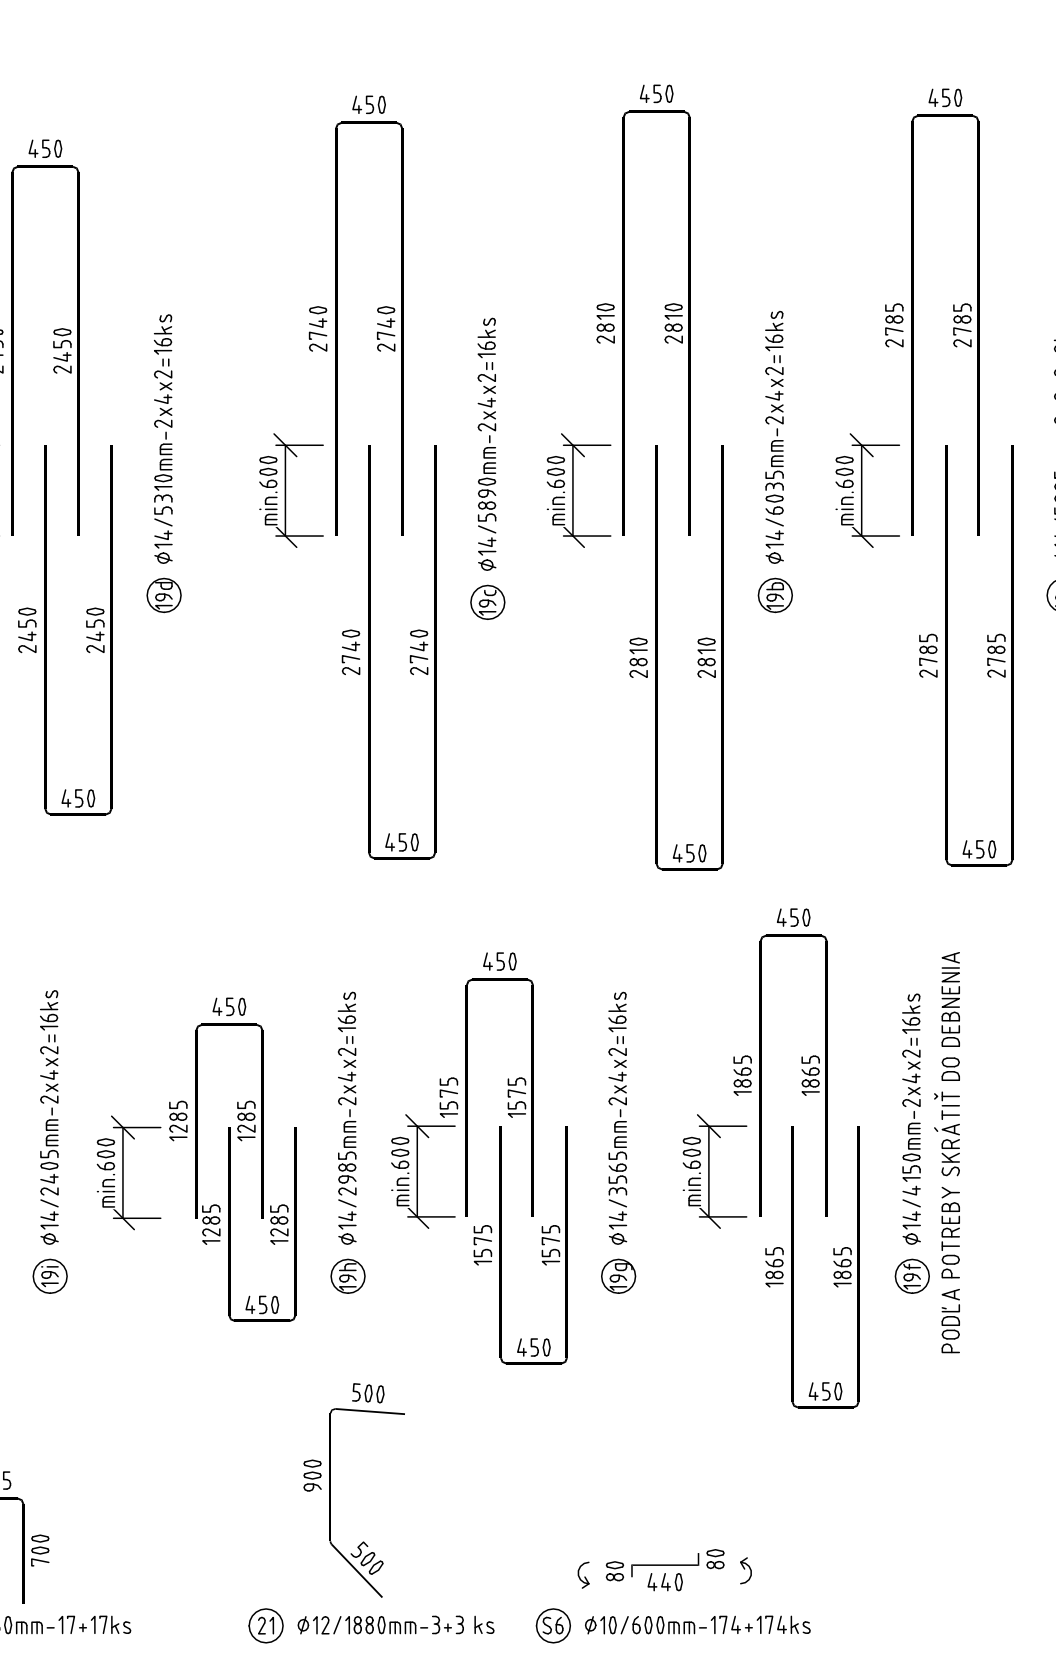 450
450
450
450
2450
2740
2740
2810
2810
2785
2785
min.600
min.600
min.600
19d ϕ14/5310mm-2x4x2=16ks
19c ϕ14/5890mm-2x4x2=16ks
19b ϕ14/6035mm-2x4x2=16ks
2450
2450
2740
2740
2810
2810
2785
2785
450
450
450
450
450
450
450
19i ϕ14/2405mm-2x4x2=16ks
1285
1285
min.600
1285
1285
450
19h ϕ14/2985mm-2x4x2=16ks
1575
1575
min.600
1575
1575
450
19g ϕ14/3565mm-2x4x2=16ks
1865
1865
min.600
1865
1865
450
19f ϕ14/4150mm-2x4x2=16ks
PODĽA POTREBY SKRÁTIŤ DO DEBNENIA
500
900
500
5
700
80
440
80
0mm-17+17ks
21 ϕ12/1880mm-3+3 ks
S6 ϕ10/600mm-174+174ks